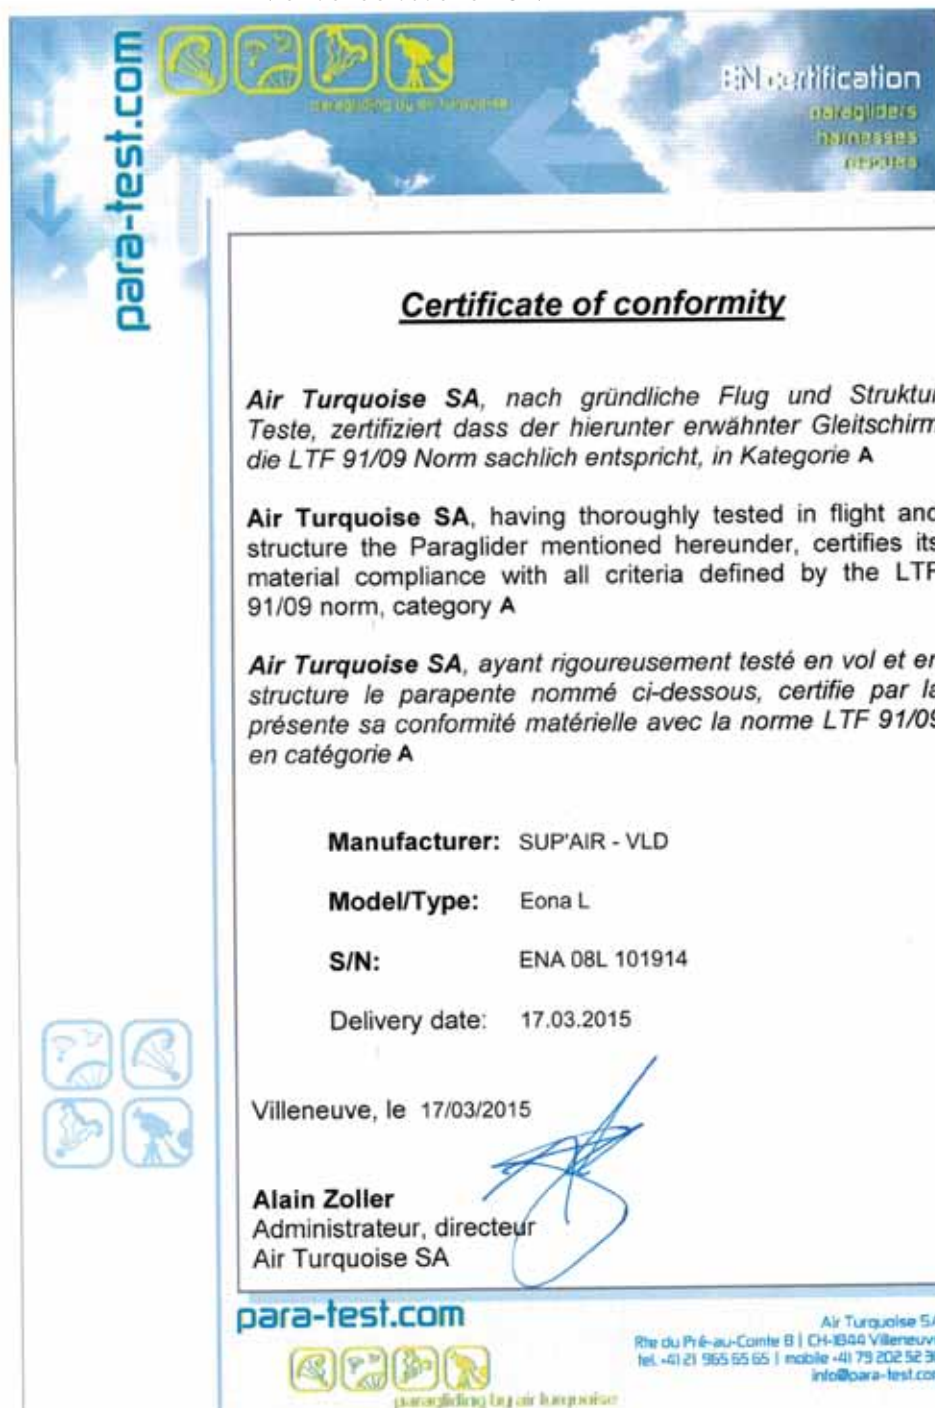 para-test.com
paragliding by air turquoise
EN certification
paragliders
harnesses
rescues
Certificate of conformity
Air Turquoise SA, nach gründliche Flug und Struktur
Teste, zertifiziert dass der hierunter erwähnter Gleitschirm
die LTF 91/09 Norm sachlich entspricht, in Kategorie A
Air Turquoise SA, having thoroughly tested in flight and
structure the Paraglider mentioned hereunder, certifies its
material compliance with all criteria defined by the LTF
91/09 norm, category A
Air Turquoise SA, ayant rigoureusement testé en vol et en
structure le parapente nommé ci-dessous, certifie par la
présente sa conformité matérielle avec la norme LTF 91/09
en catégorie A
Manufacturer: SUP'AIR - VLD
Model/Type: Eona L
S/N: ENA 08L 101914
Delivery date: 17.03.2015
Villeneuve, le 17/03/2015
Alain Zoller
Administrateur, directeur
Air Turquoise SA
para-test.com
paragliding by air turquoise
Air Turquoise SA
Rte du Pré-au-Comte 8 | CH-1844 Villeneuve
tel. +41 21 965 65 65 | mobile +41 79 202 52 3
info@para-test.com